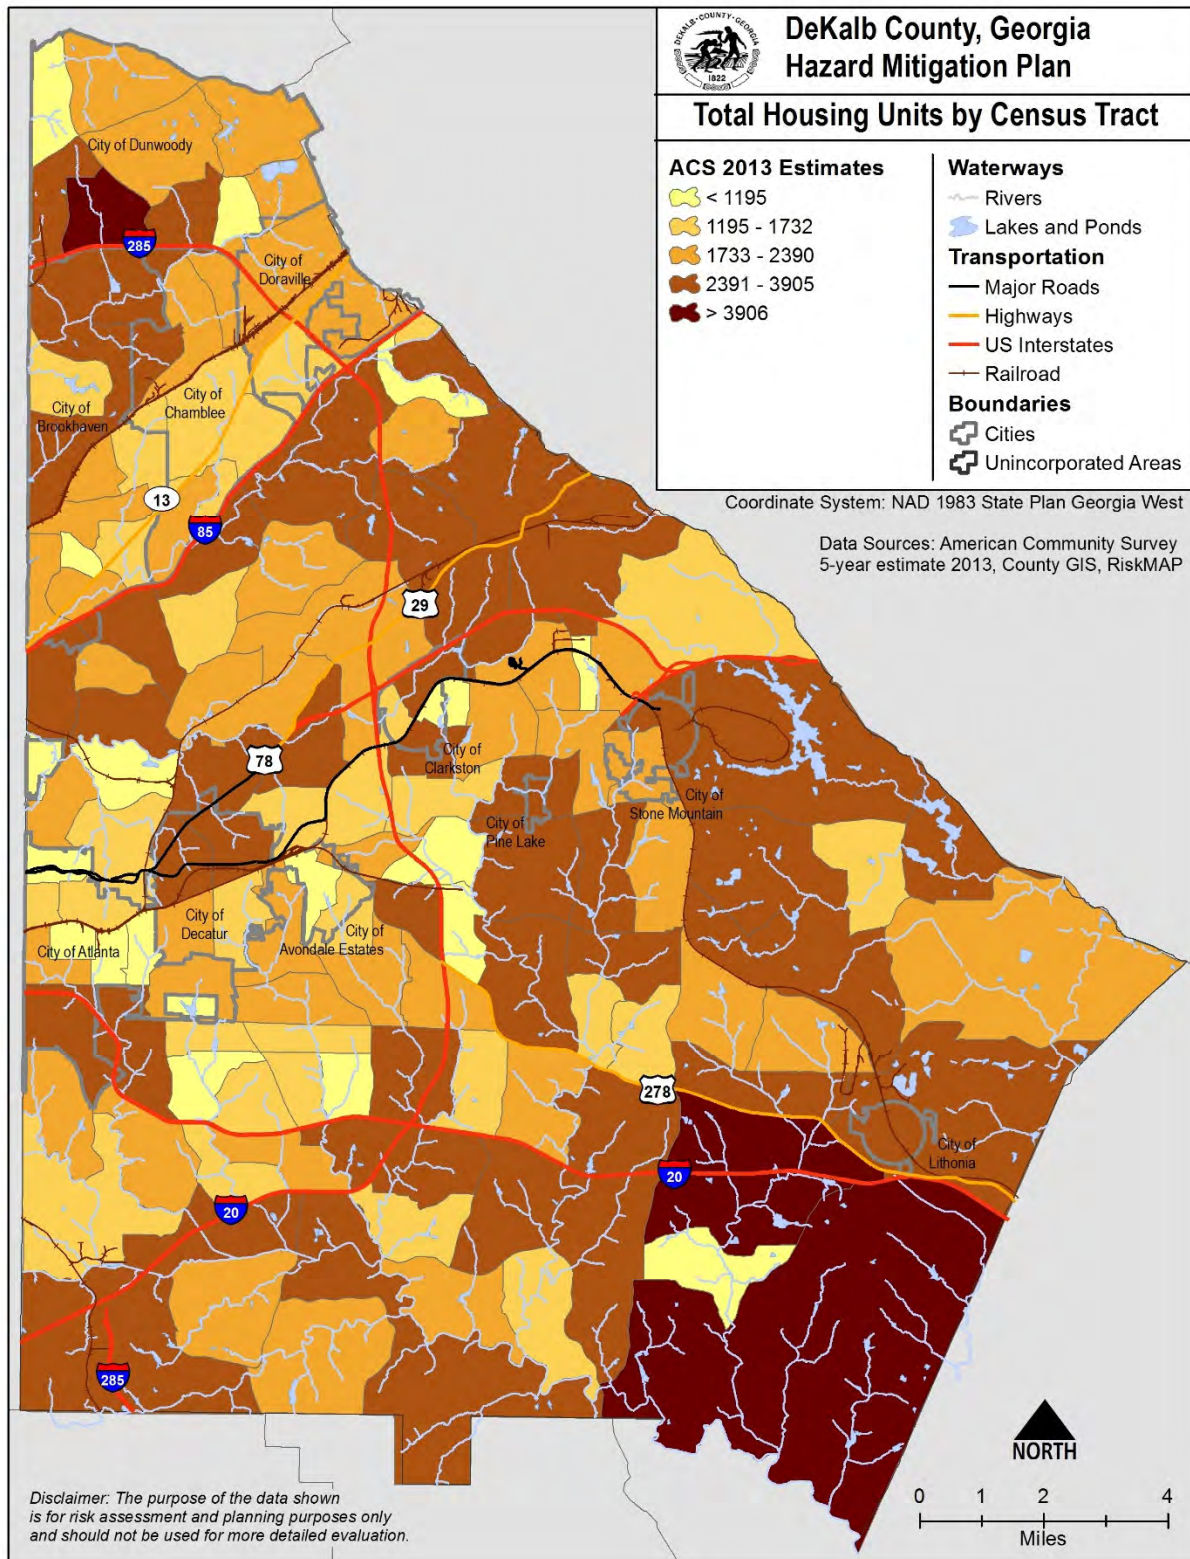 DEKALB·COUNTY·GEORGIA
1822
DeKalb County, Georgia
Hazard Mitigation Plan
Total Housing Units by Census Tract
ACS 2013 Estimates
< 1195
1195 - 1732
1733 - 2390
2391 - 3905
> 3906
Waterways
Rivers
Lakes and Ponds
Transportation
Major Roads
Highways
US Interstates
Railroad
Boundaries
Cities
Unincorporated Areas
Coordinate System: NAD 1983 State Plan Georgia West
Data Sources: American Community Survey
5-year estimate 2013, County GIS, RiskMAP
City of Dunwoody
285
City of
Doraville
City of
Chamblee
City of
Brookhaven
13
85
29
78
City of
Clarkston
City of
Stone Mountain
City of
Pine Lake
City of
Decatur
City of
Avondale Estates
City of Atlanta
278
City of
Lithonia
20
20
285
NORTH
0 1 2 4
Miles
Disclaimer: The purpose of the data shown
is for risk assessment and planning purposes only
and should not be used for more detailed evaluation.